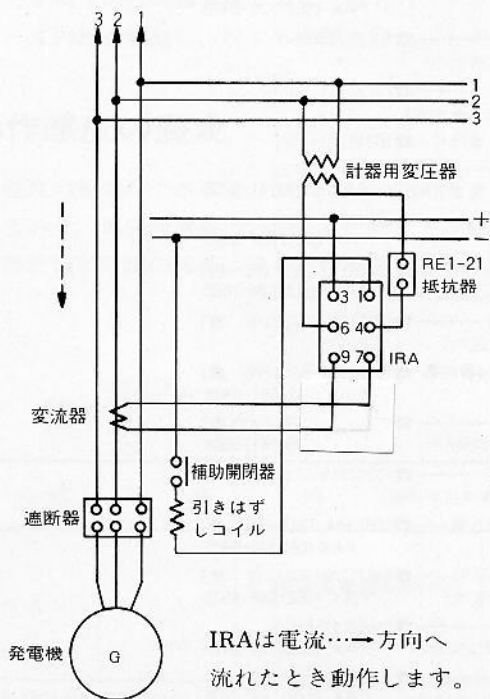 3 2 1
1
2
3
計器用変圧器
+
−
RE1-21
抵抗器
3 1
6 4
9 7 IRA
変流器
補助開閉器
引きはず
しコイル
遮断器
発電機
G
IRAは電流····→方向へ
流れたとき動作します。